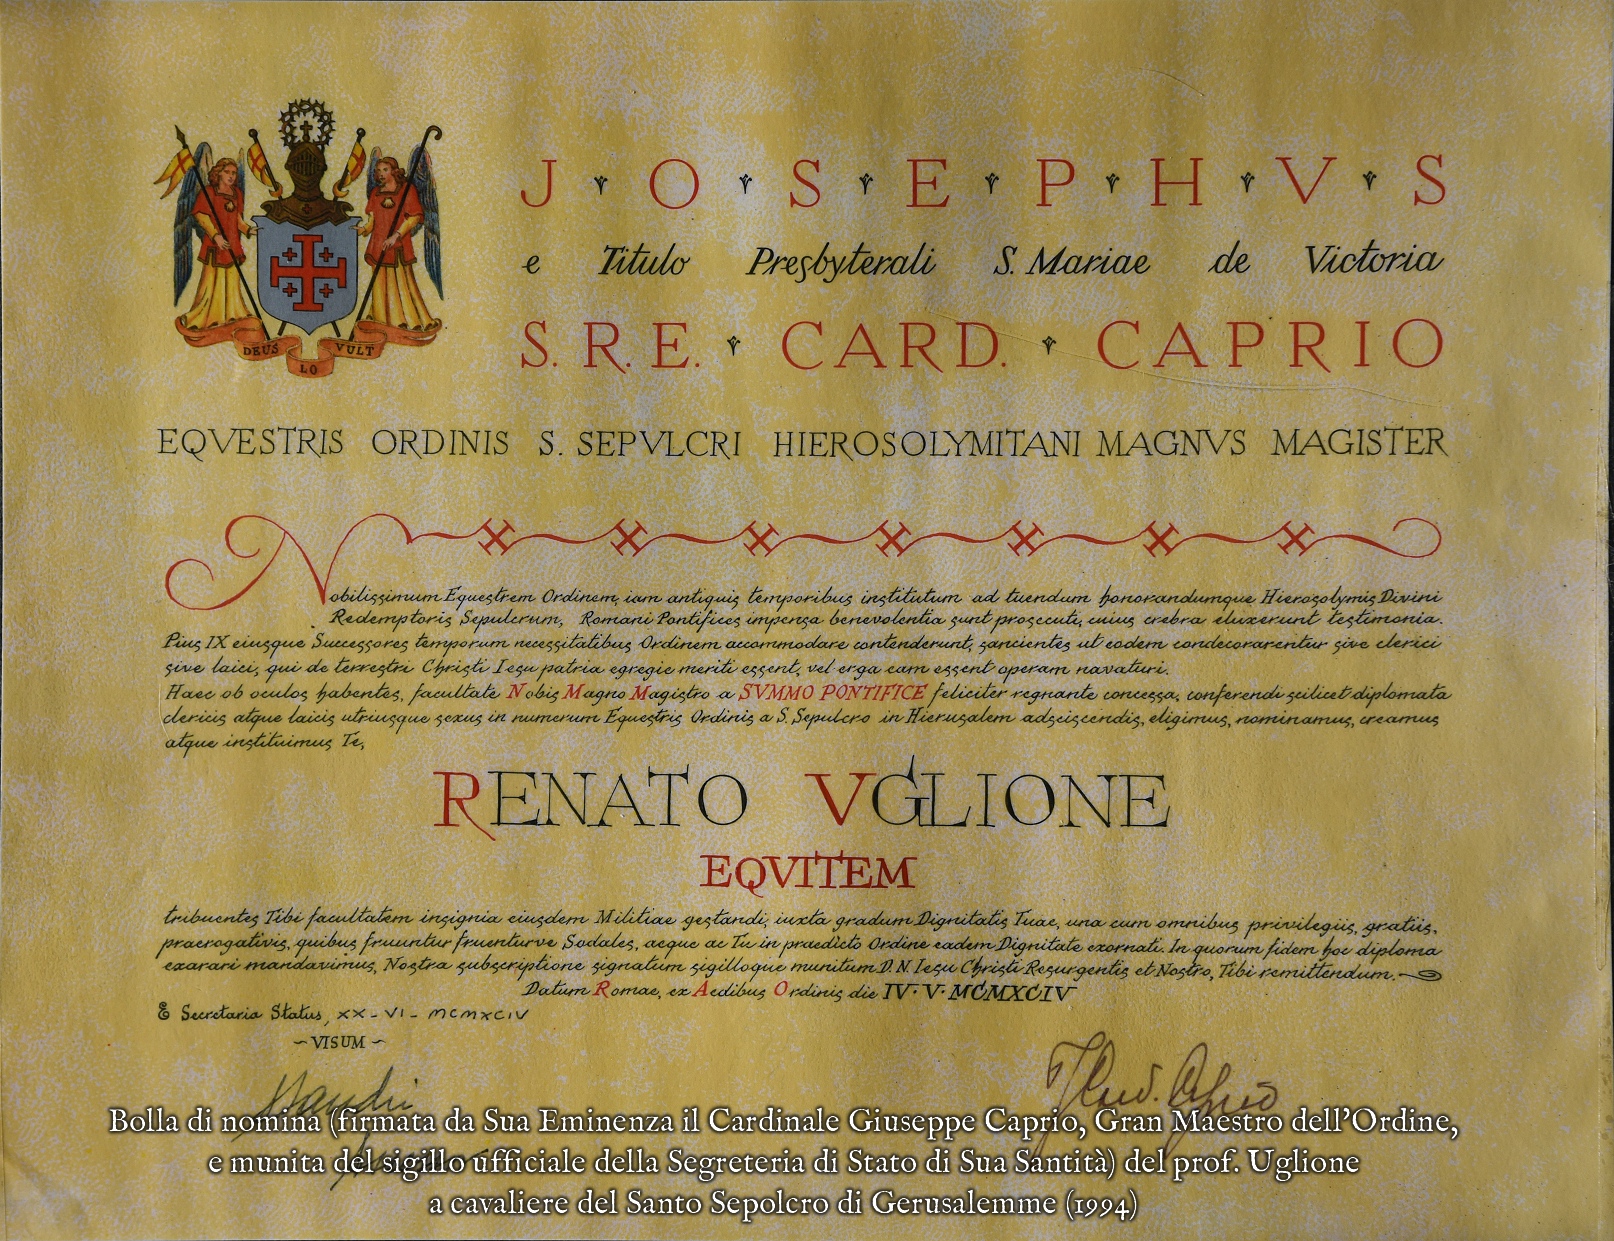 J · O · S · E · P · H · V · S
e Titulo Presbyterali S. Mariae de Victoria
S. R. E. · CARD. · CAPRIO
DEUS LO VULT
EQVESTRIS ORDINIS S. SEPVLCRI HIEROSOLYMITANI MAGNVS MAGISTER
Nobilissimum Equestrem Ordinem, iam antiquis temporibus institutum ad tuendum honorandumque Hierosolymis Divini
Redemptoris Sepulcrum, Romani Pontifices impensa benevolentia sunt prosecuti, cuius crebra eluxerunt testimonia.
Pius IX eiusque Successores temporum necessitatibus Ordinem accommodare contenderunt, sancientes ut eodem condecorarentur sive clerici
sive laici, qui de terrestri Christi Iesu patria egregie meriti essent, vel erga eam essent operam navaturi.
Haec ob oculos habentes, facultate Nobis Magno Magistro a SVMMO PONTIFICE feliciter regnante concessa, conferendi scilicet diplomata
clericis atque laicis utriusque sexus in numerum Equestris Ordinis a S. Sepulcro in Hierusalem adsciscendis, eligimus, nominamus, creamus
atque instituimus Te,
RENATO VGLIONE
EQVITEM
tribuentes Tibi facultatem insignia eiusdem Militiae gestandi, iuxta gradum Dignitatis Tuae, una cum omnibus privilegiis, gratiis,
praerogativis, quibus fruuntur fruenturve Sodales, aeque ac Tu in praedicto Ordine eadem Dignitate exornati. In quorum fidem hoc diploma
exarari mandavimus, Nostra subscriptione signatum sigilloque munitum D. N. Iesu Christi Resurgentis et Nostro, Tibi remittendum.
Datum Romae, ex Aedibus Ordinis die IV · V · MCMXCIV
E Secretaria Status, XX - VI - MCMXCIV
~ VISUM ~
Bolla di nomina (firmata da Sua Eminenza il Cardinale Giuseppe Caprio, Gran Maestro dell'Ordine,
e munita del sigillo ufficiale della Segreteria di Stato di Sua Santità) del prof. Uglione
a cavaliere del Santo Sepolcro di Gerusalemme (1994)